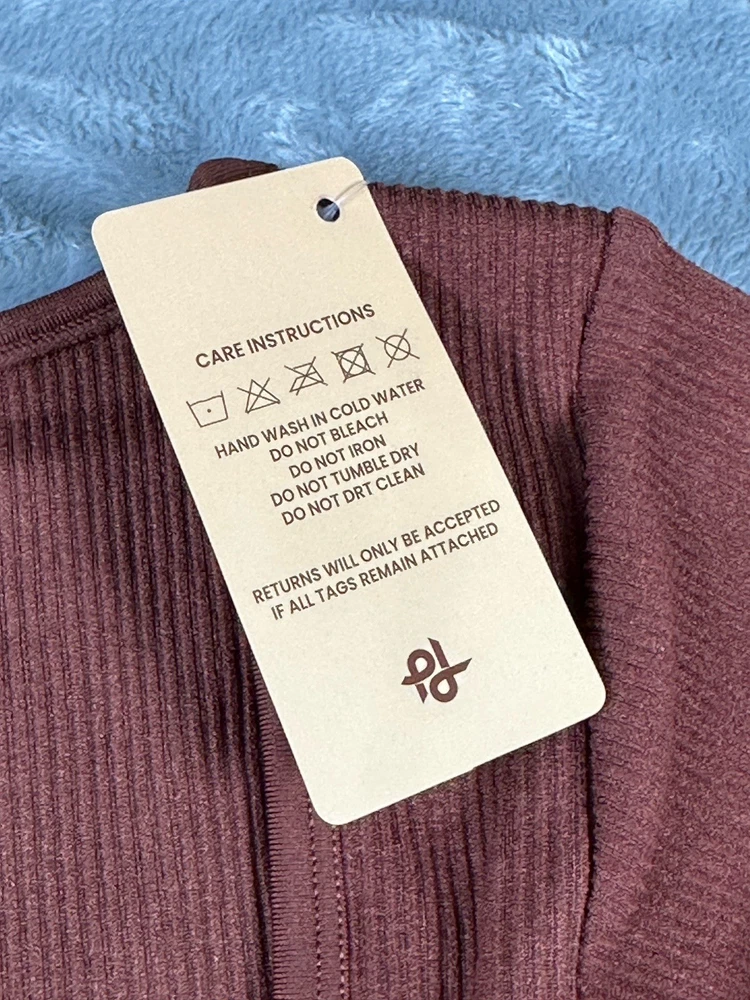 CARE INSTRUCTIONS
HAND WASH IN COLD WATER
DO NOT BLEACH
DO NOT IRON
DO NOT TUMBLE DRY
DO NOT DRT CLEAN
RETURNS WILL ONLY BE ACCEPTED
IF ALL TAGS REMAIN ATTACHED